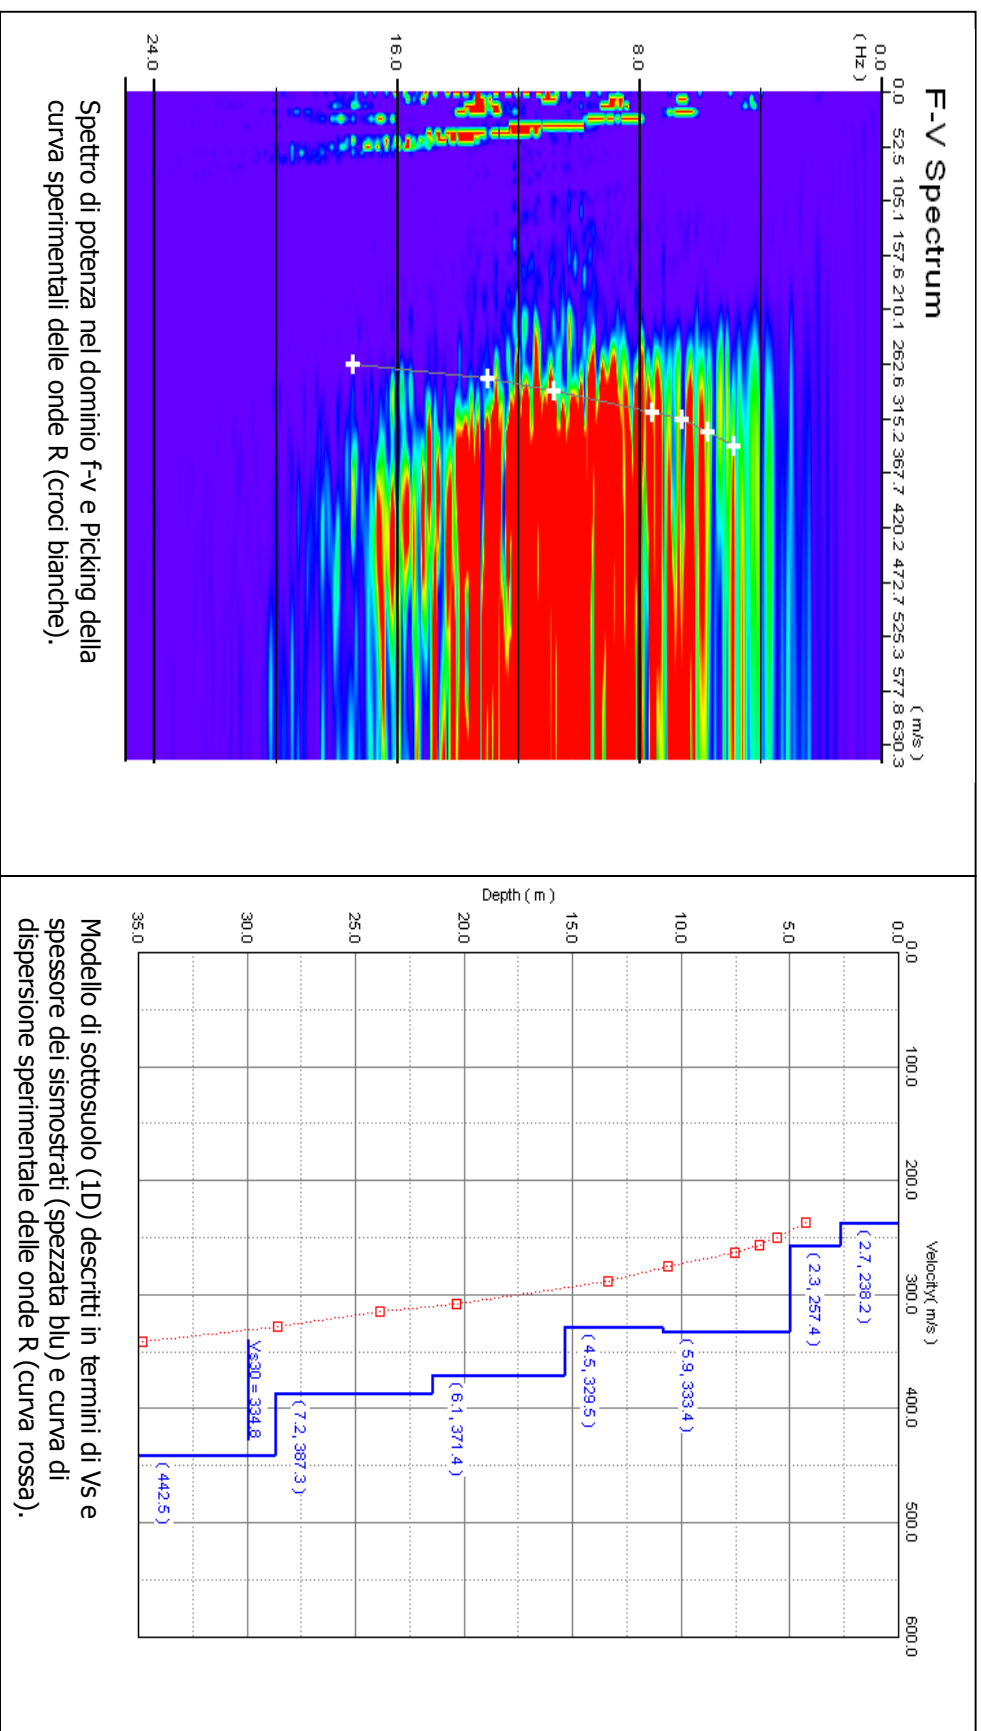 F-V Spectrum
0.0 52.5 105.1 157.6 210.1 262.6 315.2 367.7 420.2 472.7 525.3 577.8 630.3
( m/s )
0.0
( Hz )
8.0
16.0
24.0
Spettro di potenza nel dominio f-v e Picking della
curva sperimentali delle onde R (croci bianche).
Velocity( m/s )
0.0 100.0 200.0 300.0 400.0 500.0 600.0
Depth ( m )
0.0
5.0
10.0
15.0
20.0
25.0
30.0
35.0
( 2.7, 238.2 )
( 2.3, 257.4 )
( 5.9, 333.4 )
( 4.5, 329.5 )
( 6.1, 371.4 )
( 7.2, 387.3 )
Vs30 = 334.8
( 442.5 )
Modello di sottosuolo (1D) descritti in termini di Vs e
spessore dei sismostrati (spezzata blu) e curva di
dispersione sperimentale delle onde R (curva rossa).